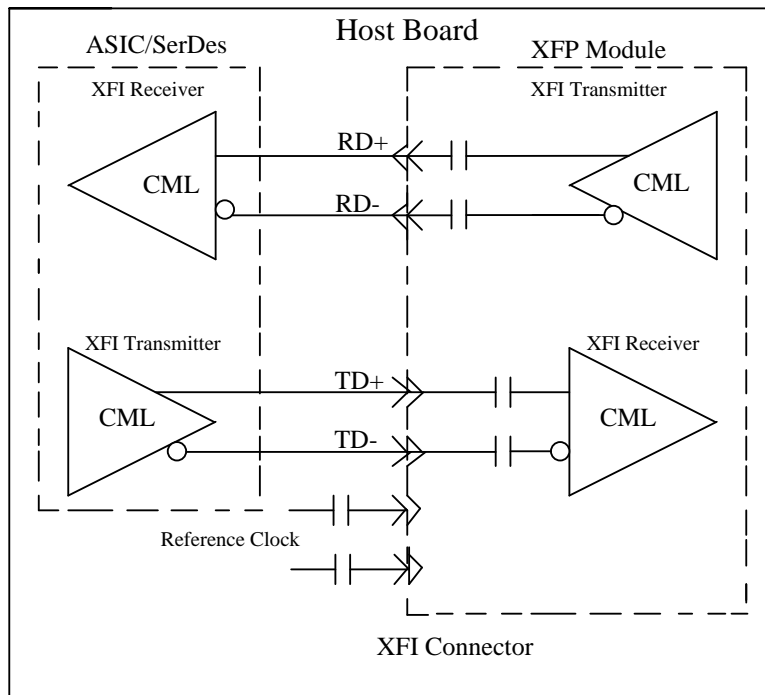 Host Board
ASIC/SerDes
XFP Module
XFI Receiver
XFI Transmitter
RD+
CML
CML
RD-
XFI Transmitter
XFI Receiver
TD+
CML
CML
TD-
Reference Clock
XFI Connector